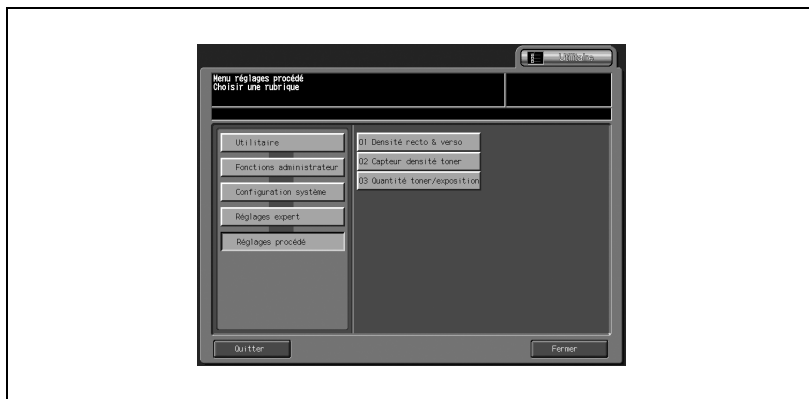 Utilitaire
Menu réglages procédé
Choisir une rubrique
Utilitaire
Fonctions administrateur
Configuration système
Réglages expert
Réglages procédé
01 Densité recto & verso
02 Capteur densité toner
03 Quantité toner/exposition
Quitter
Fermer